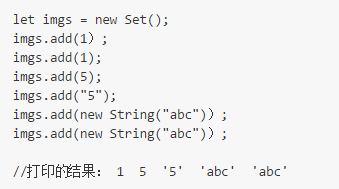 let imgs = new Set();
imgs.add(1）;
imgs.add(1);
imgs.add(5);
imgs.add("5");
imgs.add(new String("abc")）;
imgs.add(new String("abc")）;
//打印的结果： 1 5 '5' 'abc' 'abc'